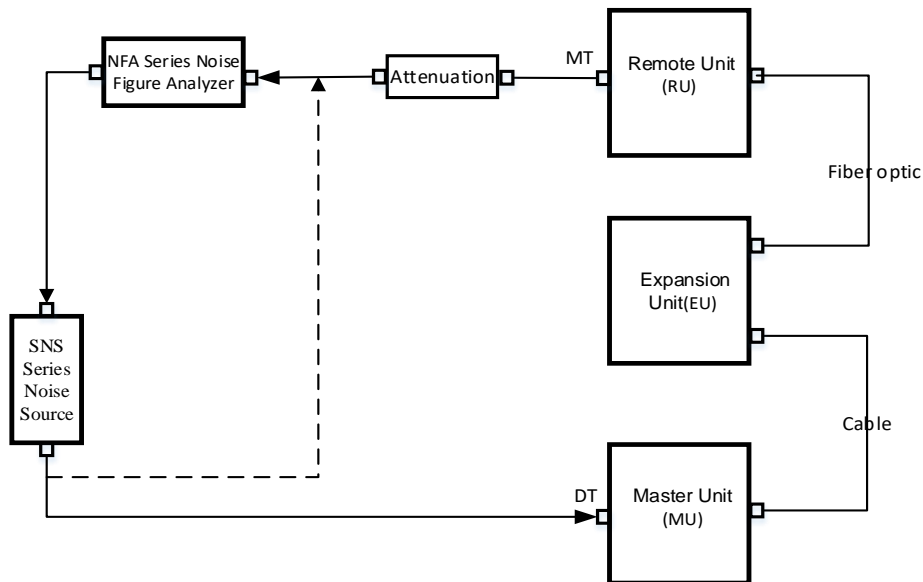 NFA Series Noise
Figure Analyzer
Attenuation
MT
Remote Unit
(RU)
Fiber optic
Expansion
Unit(EU)
SNS
Series
Noise
Source
Cable
DT
Master Unit
(MU)